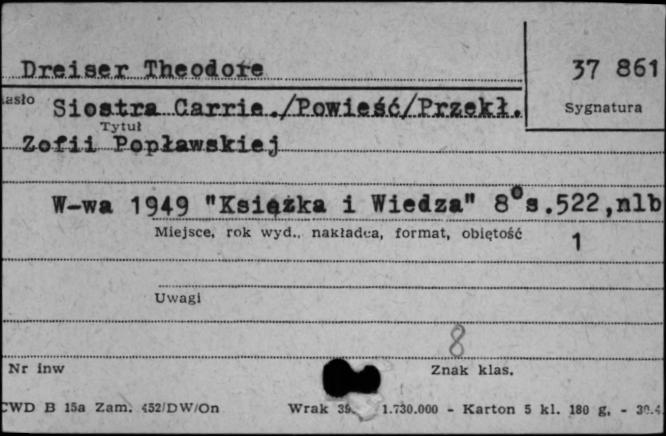 Dreiser Theodore
37 861
Siostra Carrie./Powieść/Przekł.
Sygnatura
Tytuł
Zofii Popławskiej
W-wa 1949 "Książka i Wiedza" 8° s.522,nlb
Miejsce, rok wyd., nakładca, format, objętość
1
Uwagi
8
Nr inw
Znak klas.
CWD B 15a Zam. 452/DW/On
Wrak 1.730.000 - Karton 5 kl. 180 g. - 30.4.